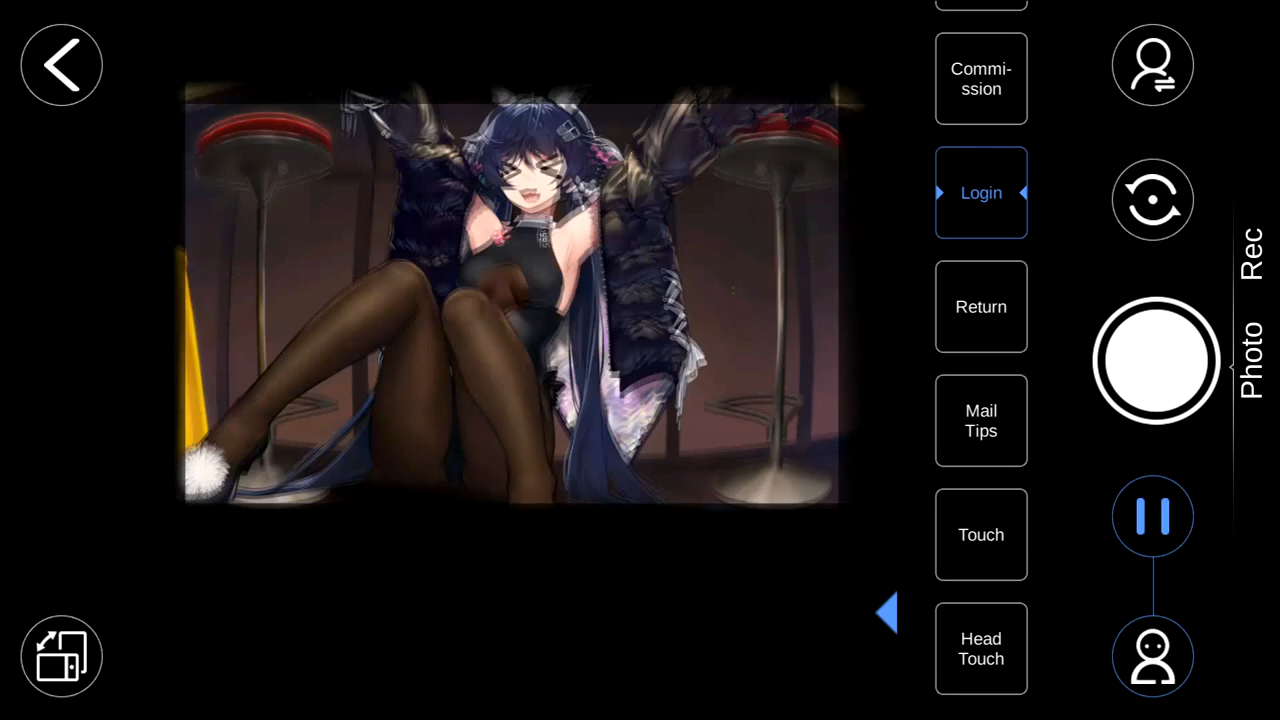 Commi-
ssion
Login
Return
Mail
Tips
Touch
Head
Touch
Rec
Photo